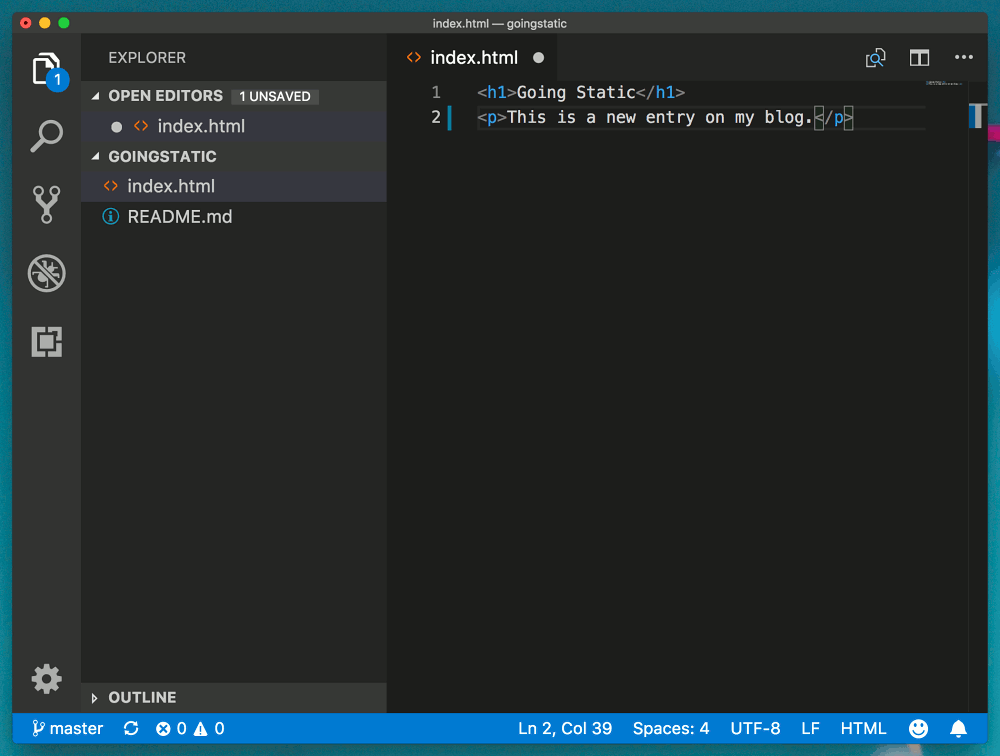 index.html — goingstatic
1
EXPLORER
OPEN EDITORS 1 UNSAVED
index.html
GOINGSTATIC
index.html
README.md
OUTLINE
index.html
1 <h1>Going Static</h1>
2 <p>This is a new entry on my blog.</p>
master 0 0 Ln 2, Col 39 Spaces: 4 UTF-8 LF HTML